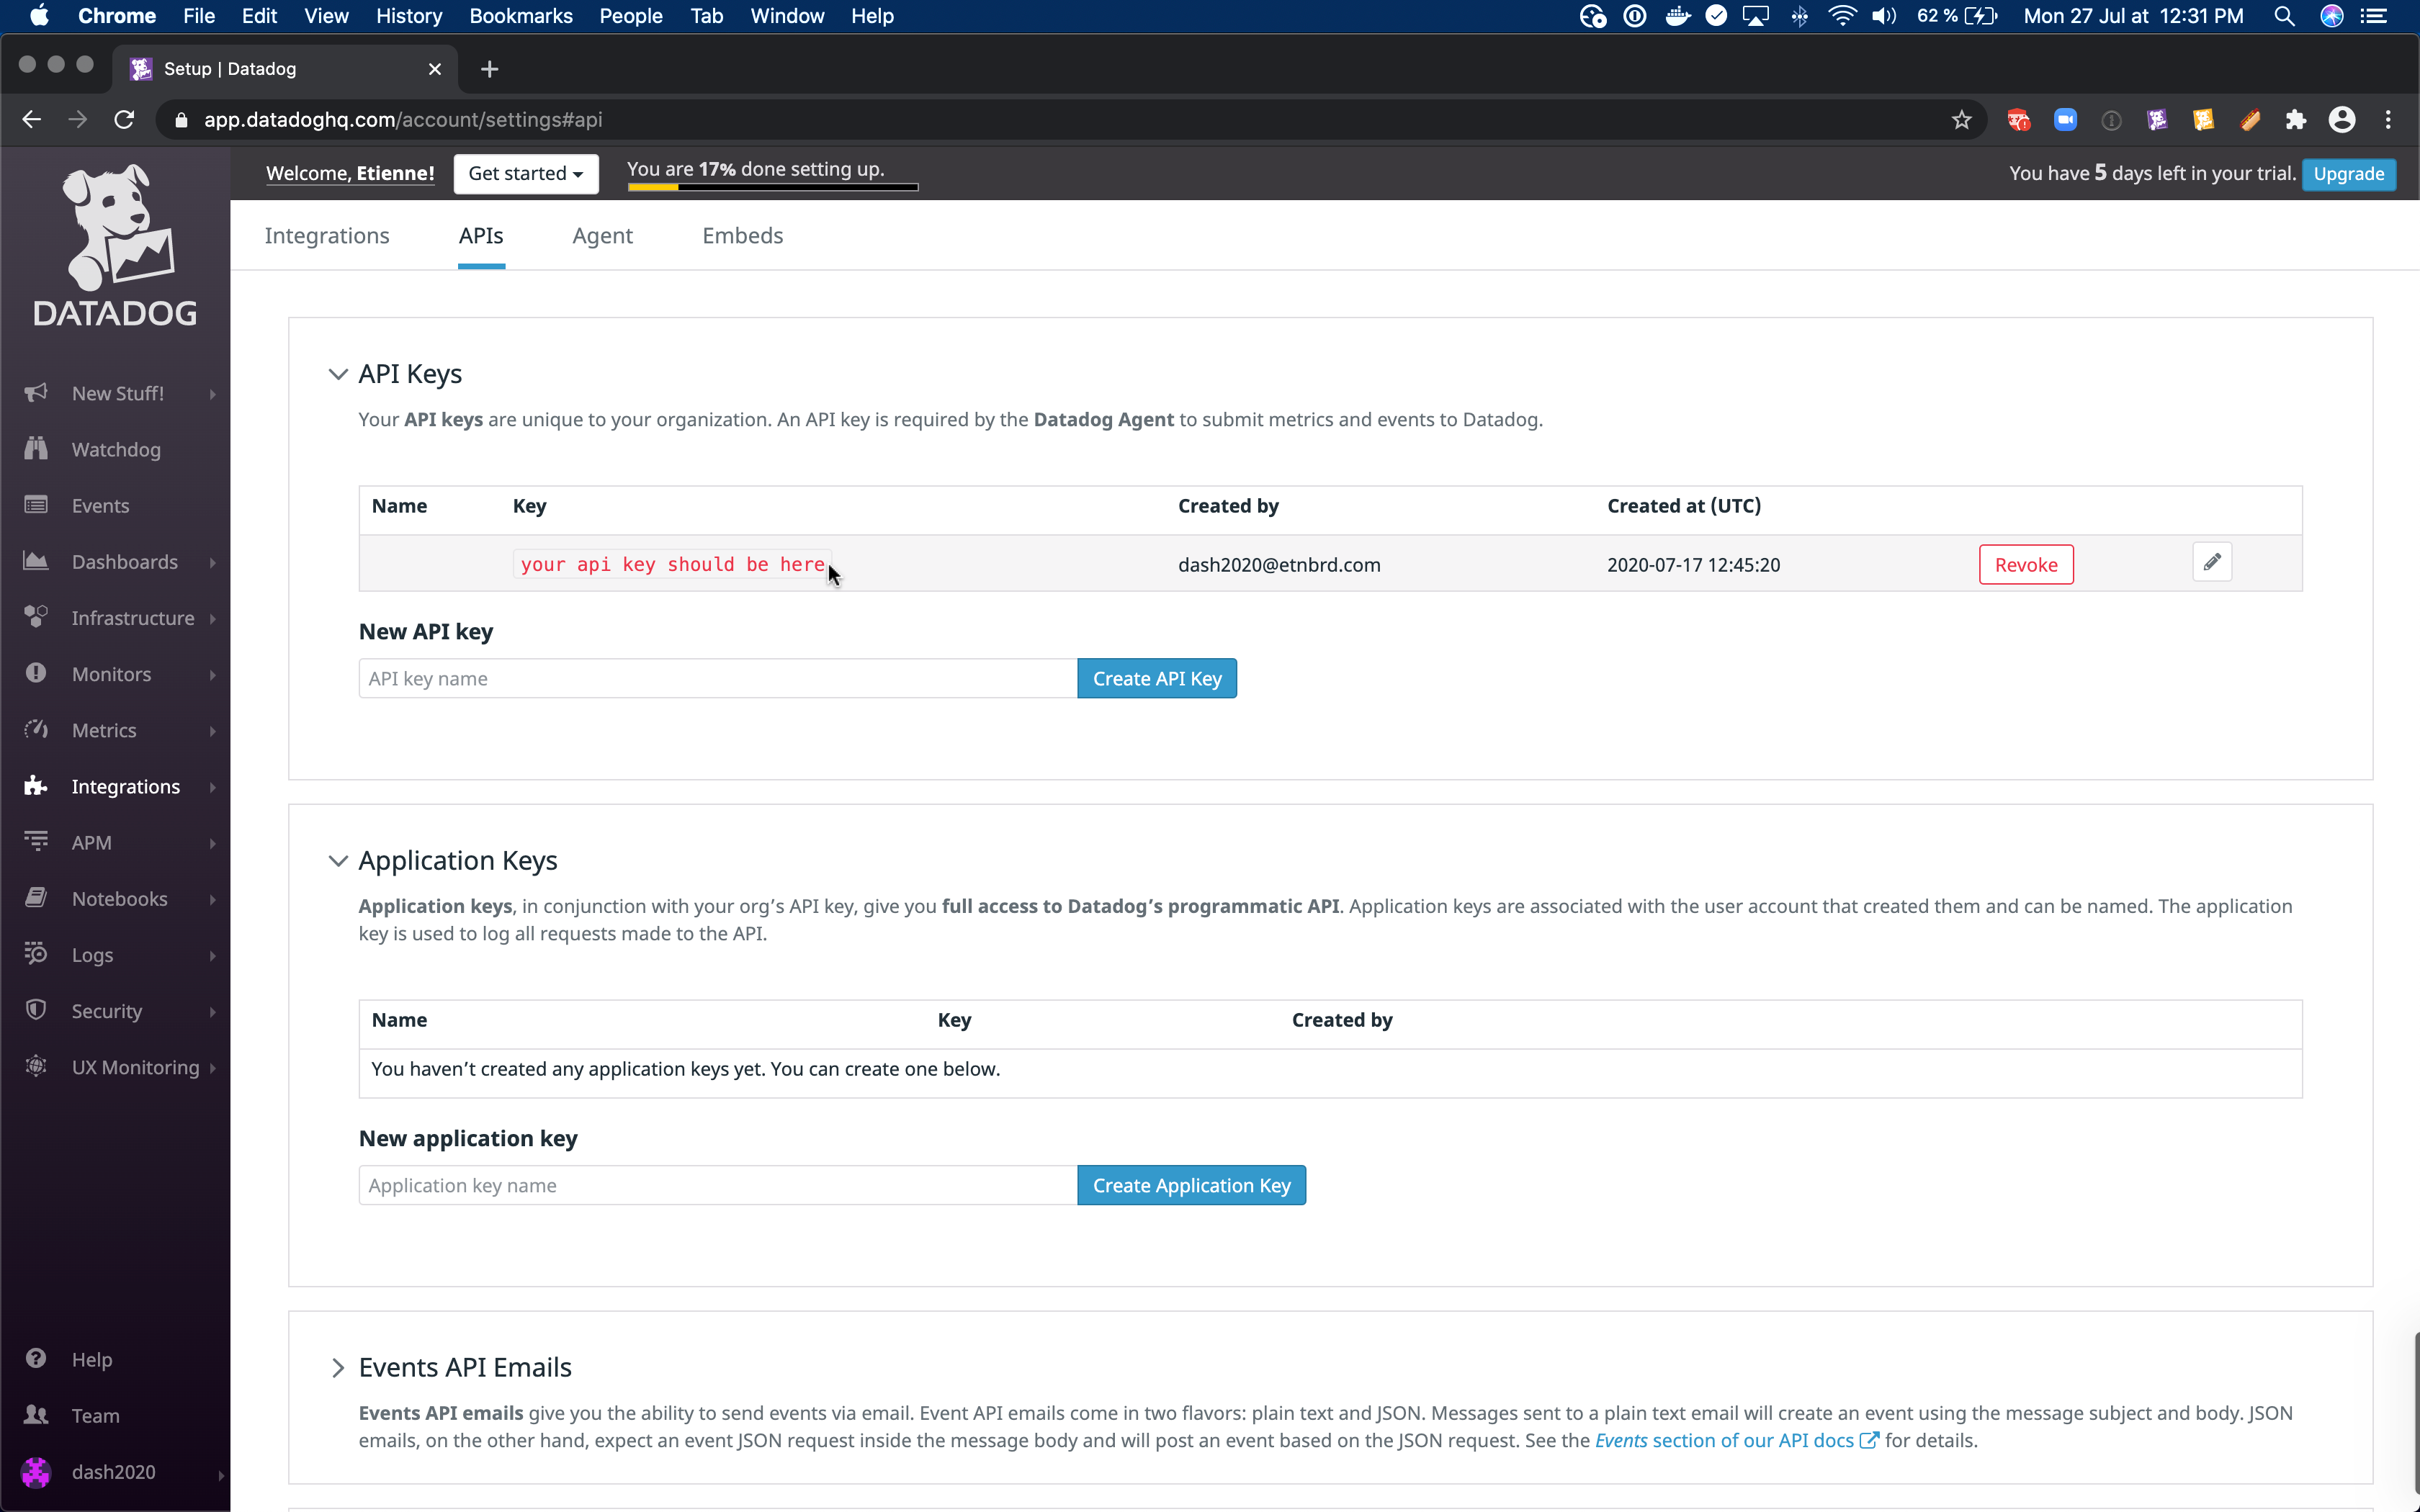 Chrome File Edit View History Bookmarks People Tab Window Help 62 % Mon 27 Jul at 12:31 PM
Setup | Datadog
app.datadoghq.com/account/settings#api
Welcome, Etienne! Get started You are 17% done setting up. You have 5 days left in your trial. Upgrade
DATADOG
New Stuff!
Watchdog
Events
Dashboards
Infrastructure
Monitors
Metrics
Integrations
APM
Notebooks
Logs
Security
UX Monitoring
Help
Team
dash2020
Integrations APIs Agent Embeds
API Keys
Your API keys are unique to your organization. An API key is required by the Datadog Agent to submit metrics and events to Datadog.
Name Key Created by Created at (UTC)
your api key should be here dash2020@etnbrd.com 2020-07-17 12:45:20 Revoke
New API key
API key name Create API Key
Application Keys
Application keys, in conjunction with your org’s API key, give you full access to Datadog’s programmatic API. Application keys are associated with the user account that created them and can be named. The application
key is used to log all requests made to the API.
Name Key Created by
You haven’t created any application keys yet. You can create one below.
New application key
Application key name Create Application Key
Events API Emails
Events API emails give you the ability to send events via email. Event API emails come in two flavors: plain text and JSON. Messages sent to a plain text email will create an event using the message subject and body. JSON
emails, on the other hand, expect an event JSON request inside the message body and will post an event based on the JSON request. See the Events section of our API docs for details.